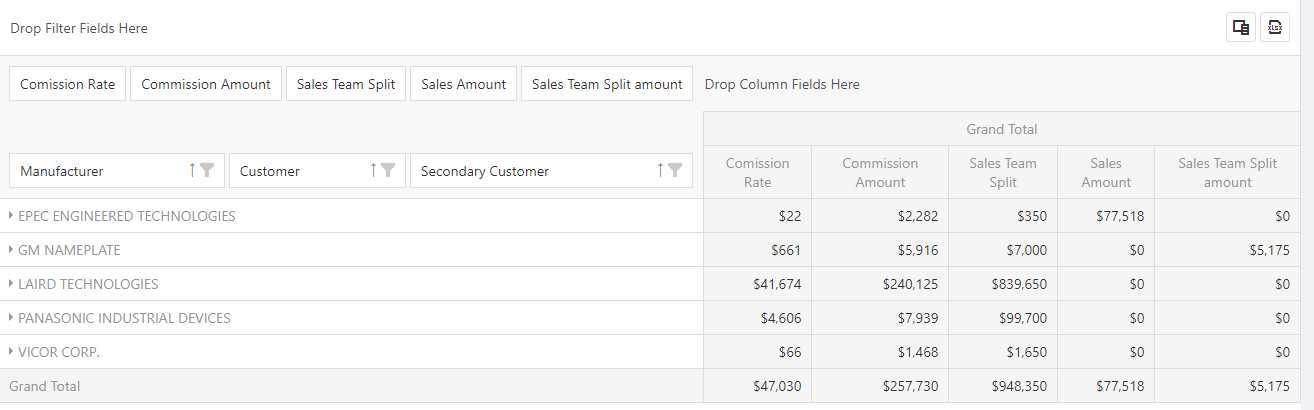 Drop Filter Fields Here
xlsx
Comission Rate Commission Amount Sales Team Split Sales Amount Sales Team Split amount Drop Column Fields Here
Grand Total
Manufacturer Customer Secondary Customer
Comission Rate Commission Amount Sales Team Split Sales Amount Sales Team Split amount
EPEC ENGINEERED TECHNOLOGIES $22 $2,282 $350 $77,518 $0
GM NAMEPLATE $661 $5,916 $7,000 $0 $5,175
LAIRD TECHNOLOGIES $41,674 $240,125 $839,650 $0 $0
PANASONIC INDUSTRIAL DEVICES $4,606 $7,939 $99,700 $0 $0
VICOR CORP. $66 $1,468 $1,650 $0 $0
Grand Total $47,030 $257,730 $948,350 $77,518 $5,175